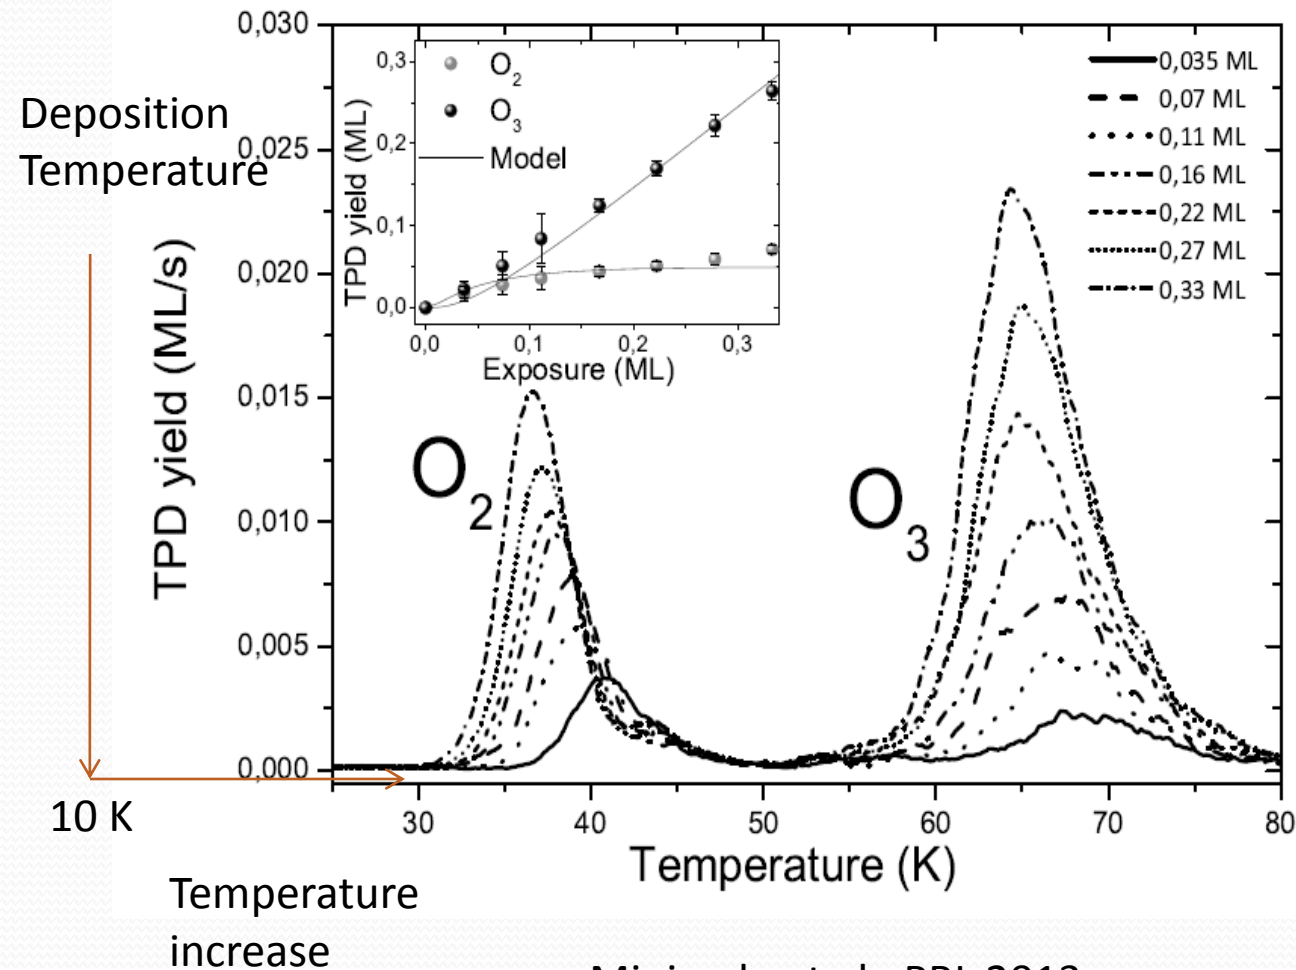 Deposition
Temperature
10 K
Temperature
increase
TPD yield (ML/s)
0,030
0,025
0,020
0,015
0,010
0,005
0,000
30 40 50 60 70 80
Temperature (K)
O2
O3
0,035 ML
0,07 ML
0,11 ML
0,16 ML
0,22 ML
0,27 ML
0,33 ML
TPD yield (ML)
0,3
0,2
0,1
0,0
O2
O3
Model
0,0 0,1 0,2 0,3
Exposure (ML)